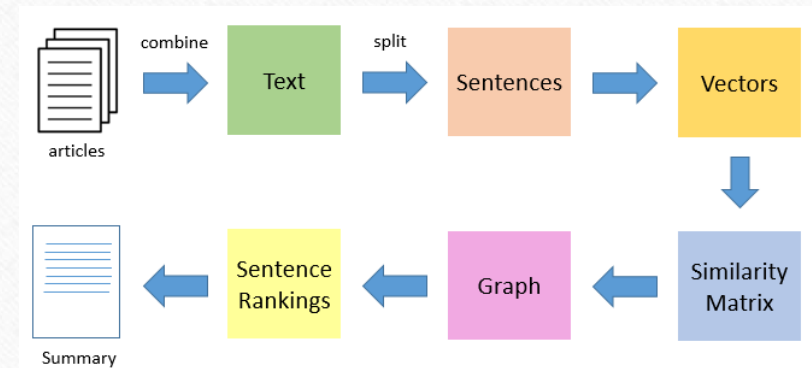 combine
split
Text
Sentences
Vectors
articles
Similarity
Matrix
Graph
Sentence
Rankings
Summary